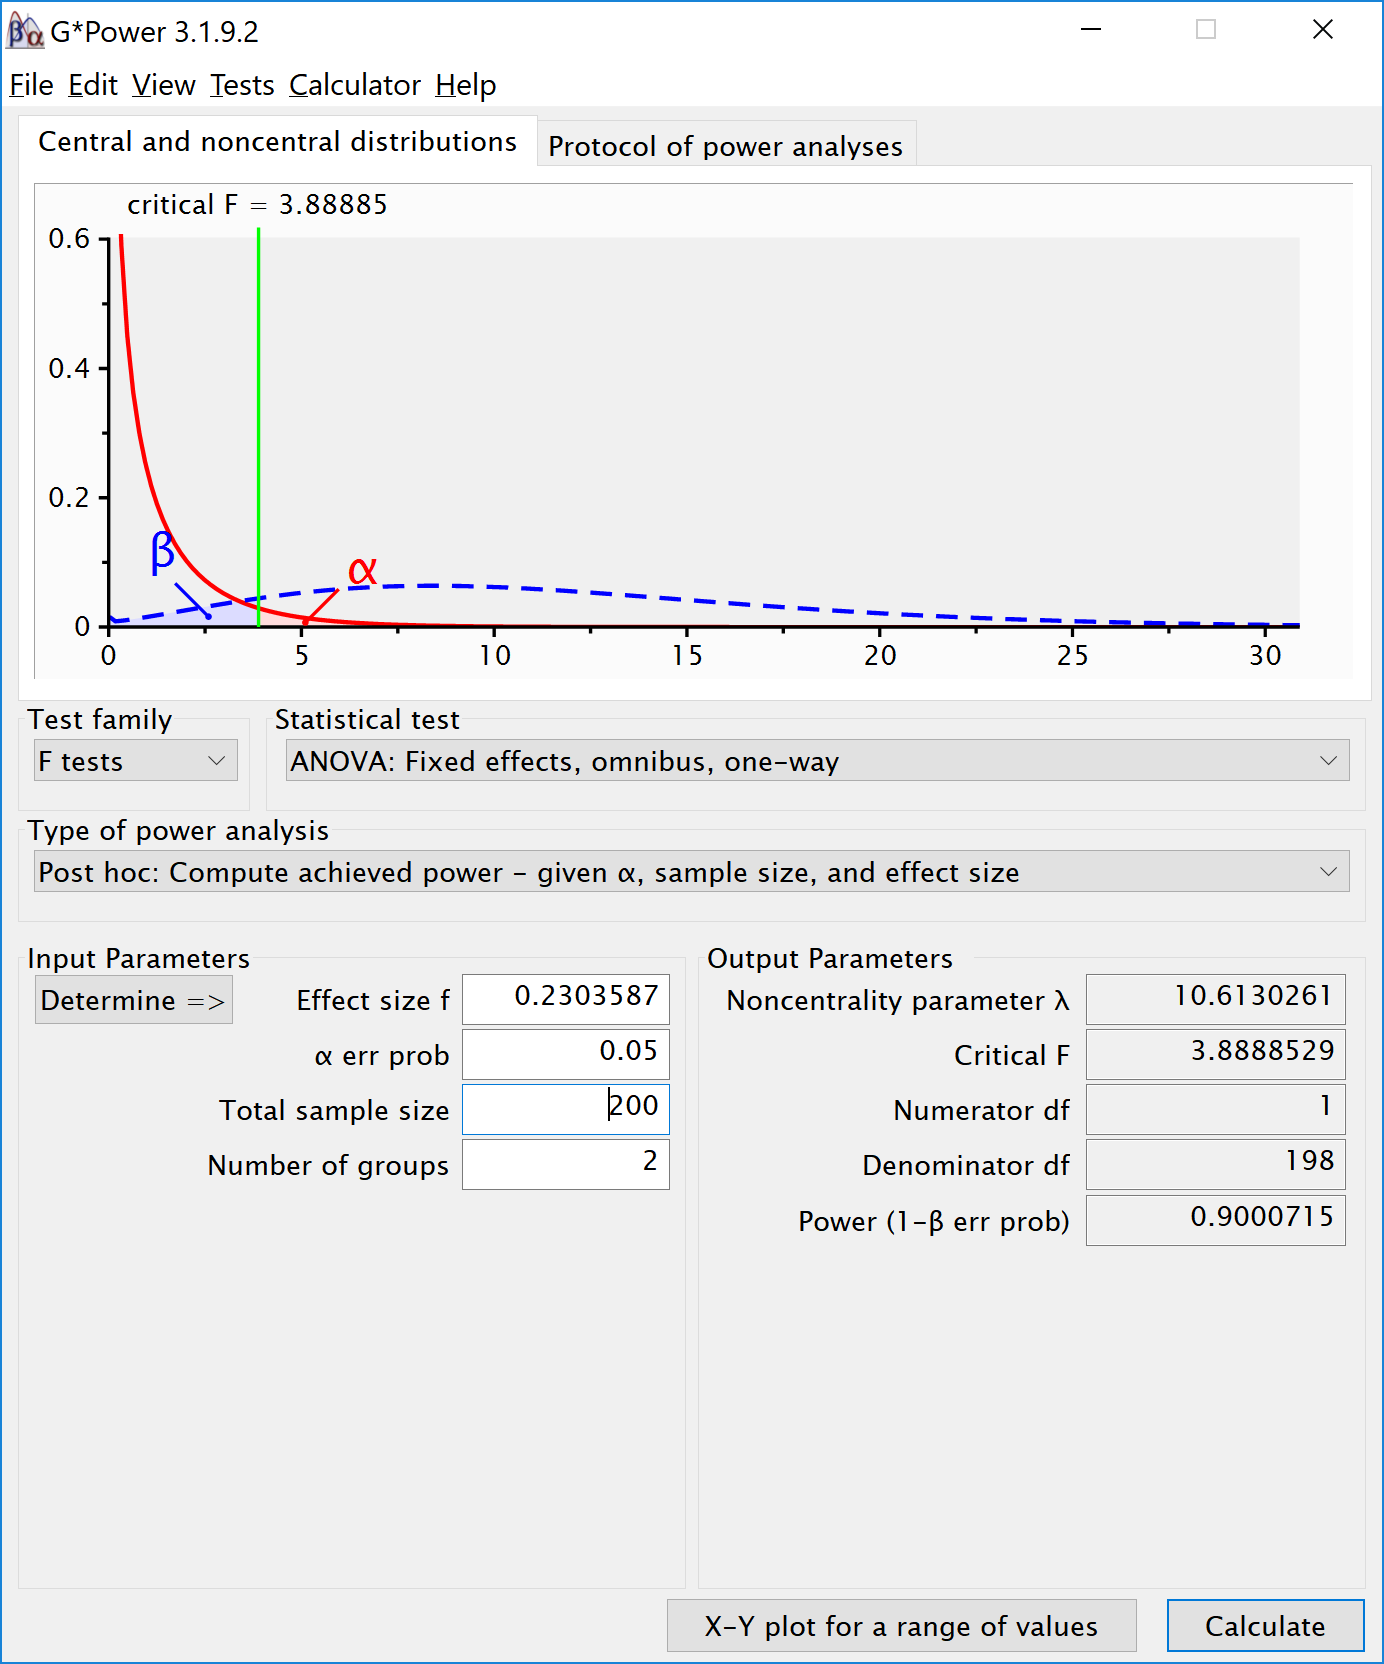 G*Power 3.1.9.2
File Edit View Tests Calculator Help
Central and noncentral distributions
Protocol of power analyses
critical F = 3.88885
0.6
0.4
0.2
0
β
α
0 5 10 15 20 25 30
Test family
Statistical test
F tests
ANOVA: Fixed effects, omnibus, one-way
Type of power analysis
Post hoc: Compute achieved power - given α, sample size, and effect size
Input Parameters
Determine =>
Effect size f 0.2303587
α err prob 0.05
Total sample size 200
Number of groups 2
Output Parameters
Noncentrality parameter λ 10.6130261
Critical F 3.8888529
Numerator df 1
Denominator df 198
Power (1-β err prob) 0.9000715
X-Y plot for a range of values
Calculate